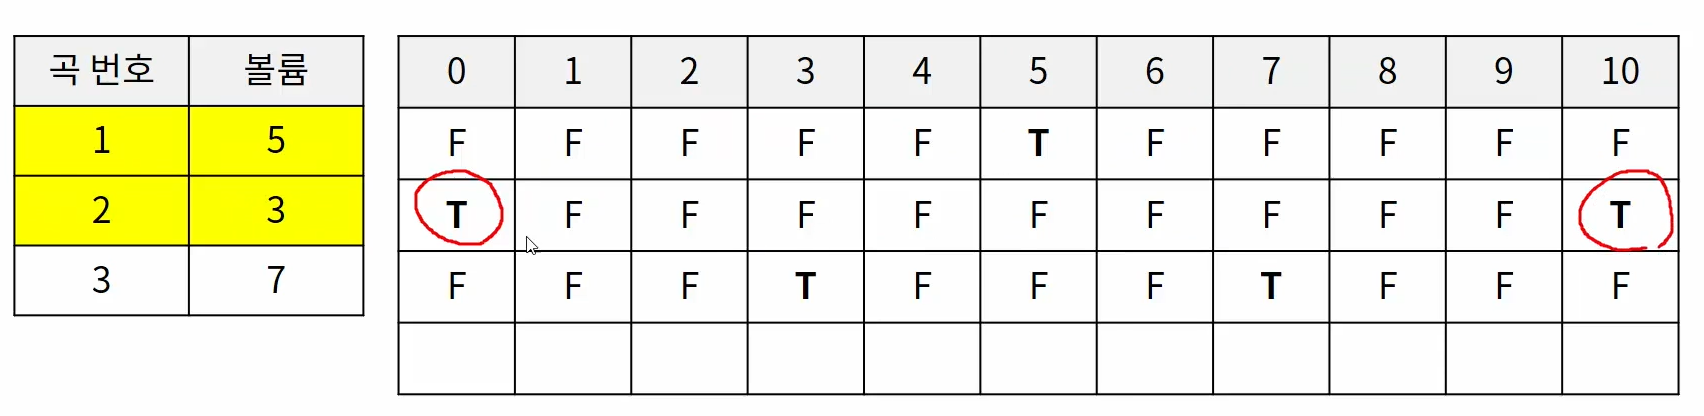 곡 번호 볼륨
1 5
2 3
3 7
0 1 2 3 4 5 6 7 8 9 10
F F F F F T F F F F F
T F F F F F F F F F T
F F F T F F F T F F F